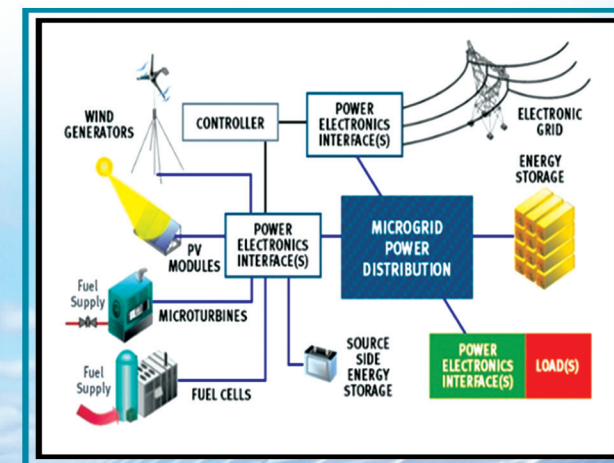 WIND
GENERATORS
CONTROLLER
POWER
ELECTRONICS
INTERFACE(S)
ELECTRONIC
GRID
ENERGY
STORAGE
PV
MODULES
POWER
ELECTRONICS
INTERFACE(S)
MICROGRID
POWER
DISTRIBUTION
Fuel
Supply
MICROTURBINES
Fuel
Supply
FUEL CELLS
SOURCE
SIDE
ENERGY
STORAGE
POWER
ELECTRONICS
INTERFACE(S)
LOAD(S)